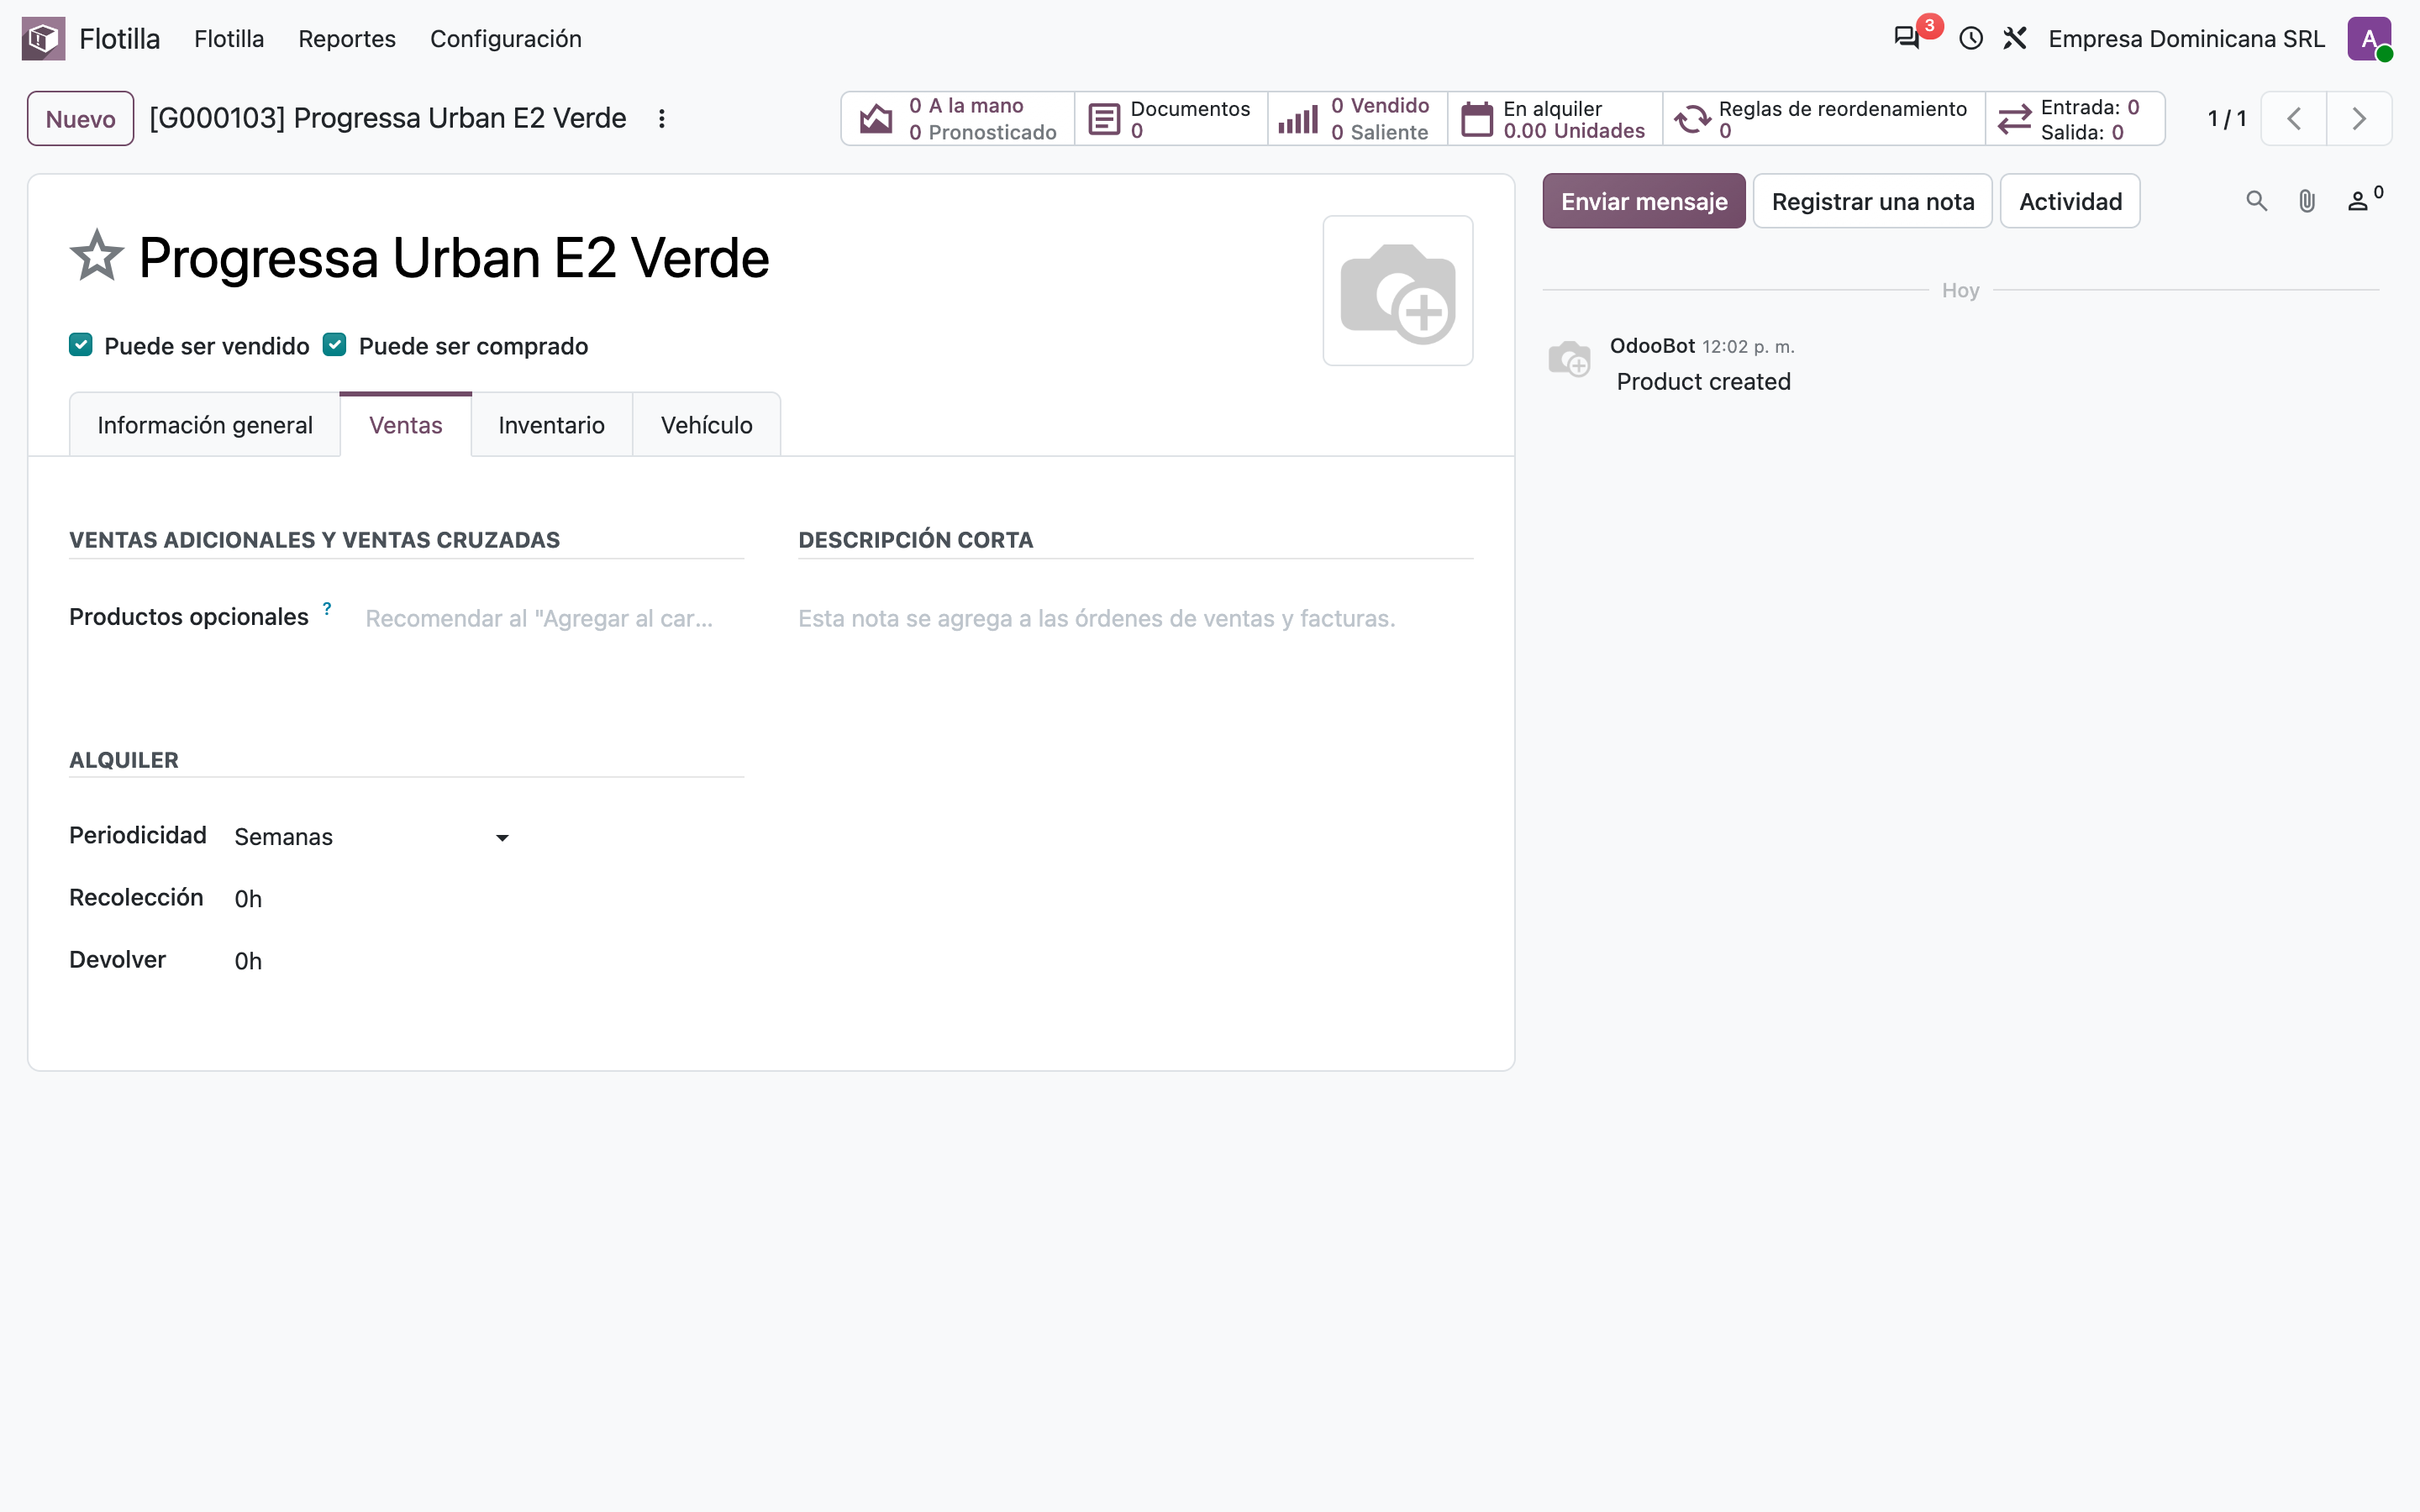 Flotilla Flotilla Reportes Configuración 3 Empresa Dominicana SRL A
Nuevo [G000103] Progressa Urban E2 Verde
0 A la mano
0 Pronosticado
Documentos
0
0 Vendido
0 Saliente
En alquiler
0.00 Unidades
Reglas de reordenamiento
0
Entrada: 0
Salida: 0
1 / 1
Progressa Urban E2 Verde
Puede ser vendido Puede ser comprado
Información general Ventas Inventario Vehículo
VENTAS ADICIONALES Y VENTAS CRUZADAS
Productos opcionales ? Recomendar al "Agregar al car...
DESCRIPCIÓN CORTA
Esta nota se agrega a las órdenes de ventas y facturas.
ALQUILER
Periodicidad Semanas
Recolección 0h
Devolver 0h
Enviar mensaje Registrar una nota Actividad 0
Hoy
OdooBot 12:02 p. m.
Product created